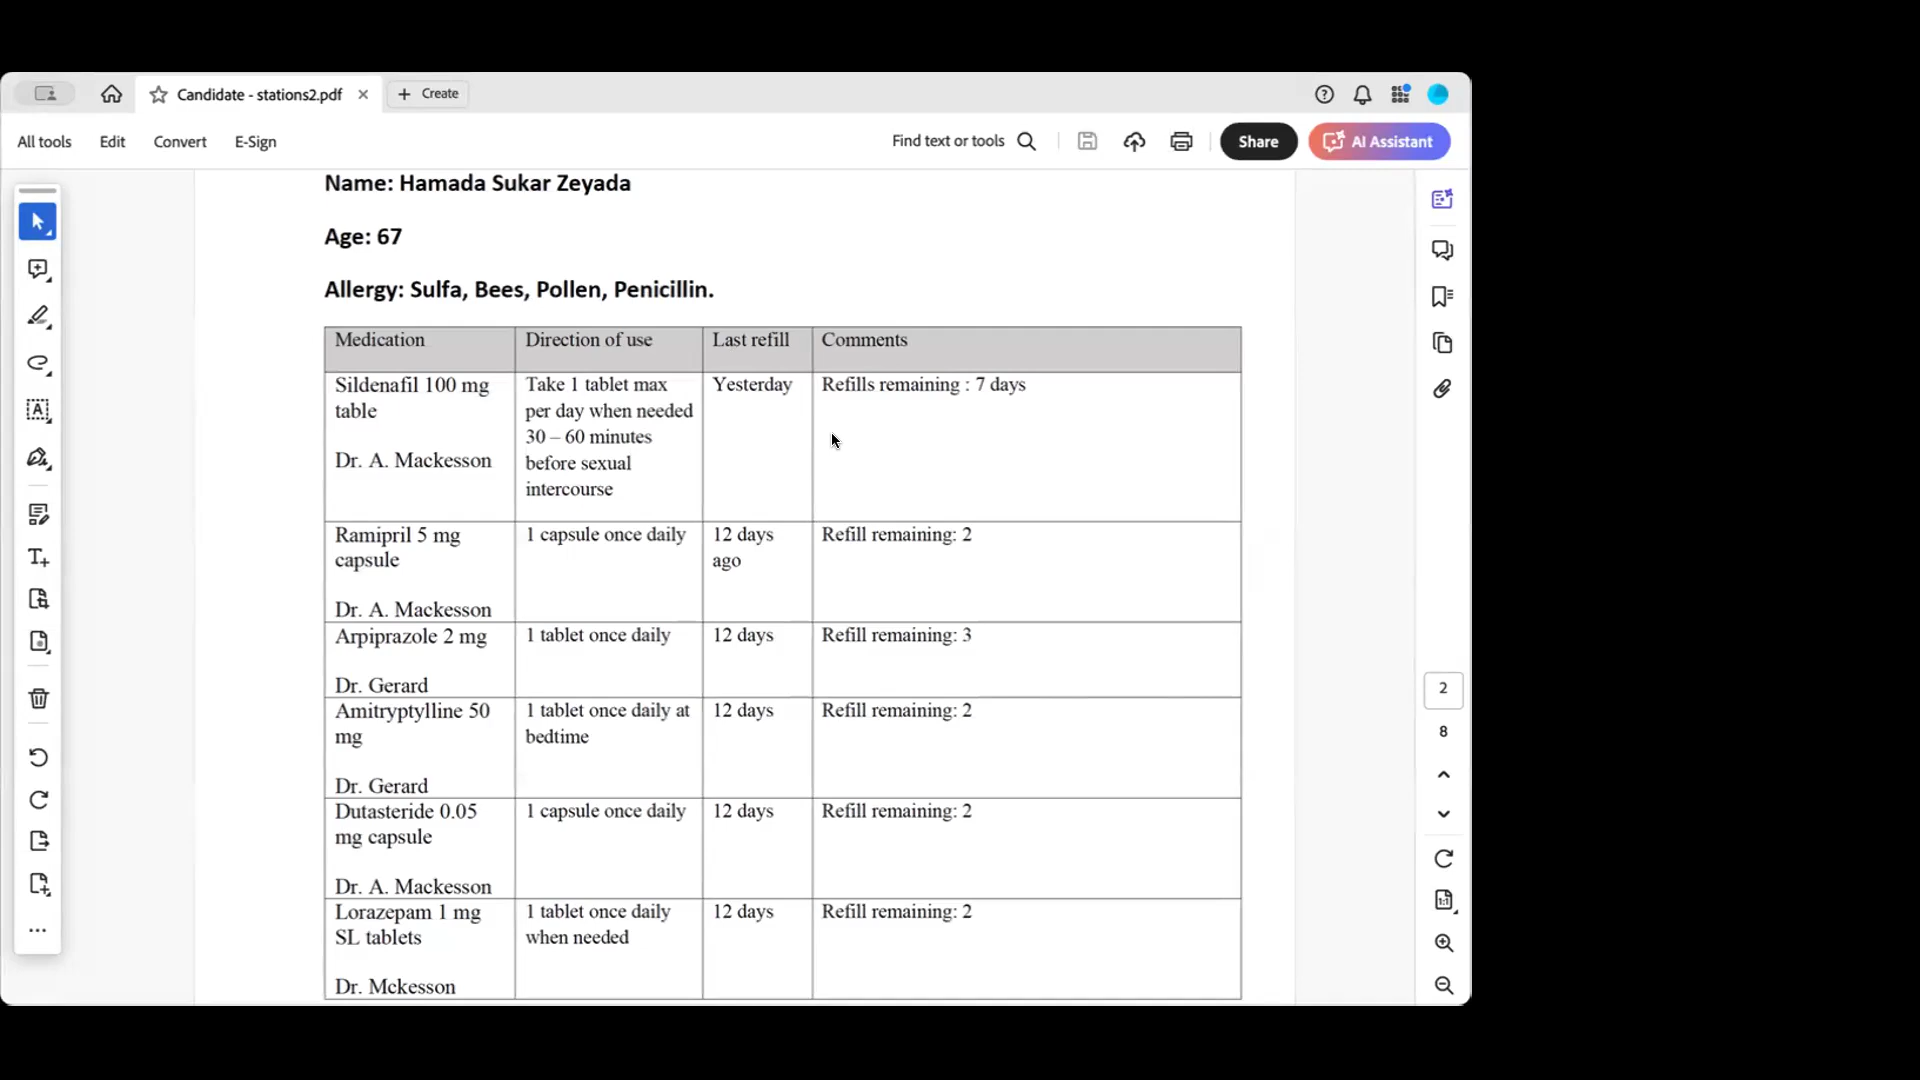 Candidate - stations2.pdf
Create
All tools
Edit
Convert
E-Sign
Find text or tools
Share
AI Assistant
Name: Hamada Sukar Zeyada
Age: 67
Allergy: Sulfa, Bees, Pollen, Penicillin.
Medication
Direction of use
Last refill
Comments
Sildenafil 100 mg
table
Dr. A. Mackesson
Take 1 tablet max
per day when needed
30 – 60 minutes
before sexual
intercourse
Yesterday
Refills remaining : 7 days
Ramipril 5 mg
capsule
Dr. A. Mackesson
1 capsule once daily
12 days
ago
Refill remaining: 2
Arpiprazole 2 mg
Dr. Gerard
1 tablet once daily
12 days
Refill remaining: 3
Amitryptylline 50
mg
Dr. Gerard
1 tablet once daily at
bedtime
12 days
Refill remaining: 2
Dutasteride 0.05
mg capsule
Dr. A. Mackesson
1 capsule once daily
12 days
Refill remaining: 2
Lorazepam 1 mg
SL tablets
Dr. Mckesson
1 tablet once daily
when needed
12 days
Refill remaining: 2
2
8